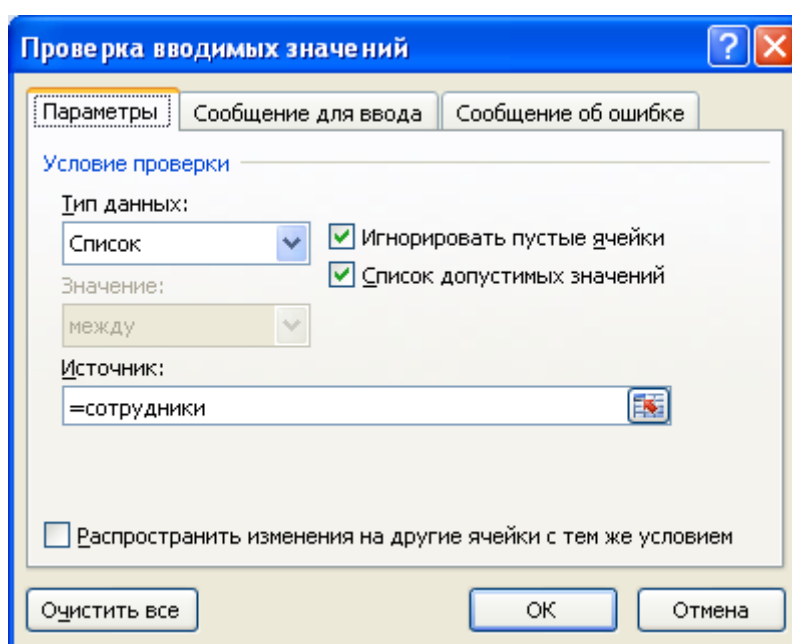 Проверка вводимых значений
Параметры
Сообщение для ввода
Сообщение об ошибке
Условие проверки
Тип данных:
Список
Игнорировать пустые ячейки
Список допустимых значений
Значение:
между
Источник:
=сотрудники
Распространить изменения на другие ячейки с тем же условием
Очистить все
ОК
Отмена